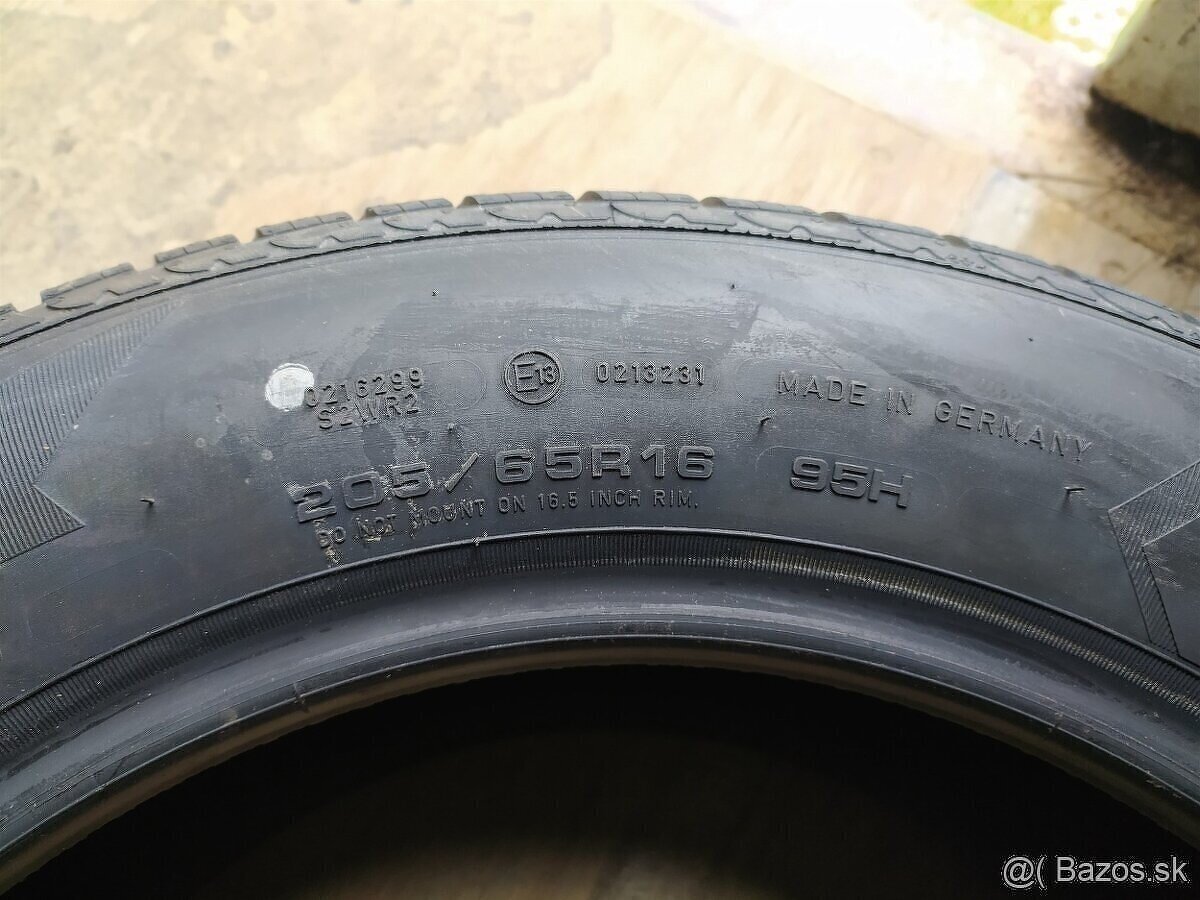 0216299
S2WR2
E13
0213231
MADE IN GERMANY
205/65R16 95H
DO NOT MOUNT ON 16.5 INCH RIM.
@( Bazos.sk